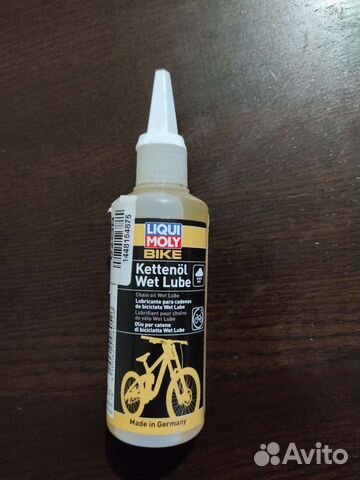 LIQUI
MOLY
BIKE
Kettenöl
Wet Lube
Chain oil Wet Lube
Lubricante para cadenas
de bicicleta Wet Lube
Lubrifiant pour chaîne
de vélo Wet Lube
Olio per catene
di bicicletta Wet Lube
Made in Germany
1448154875
Avito